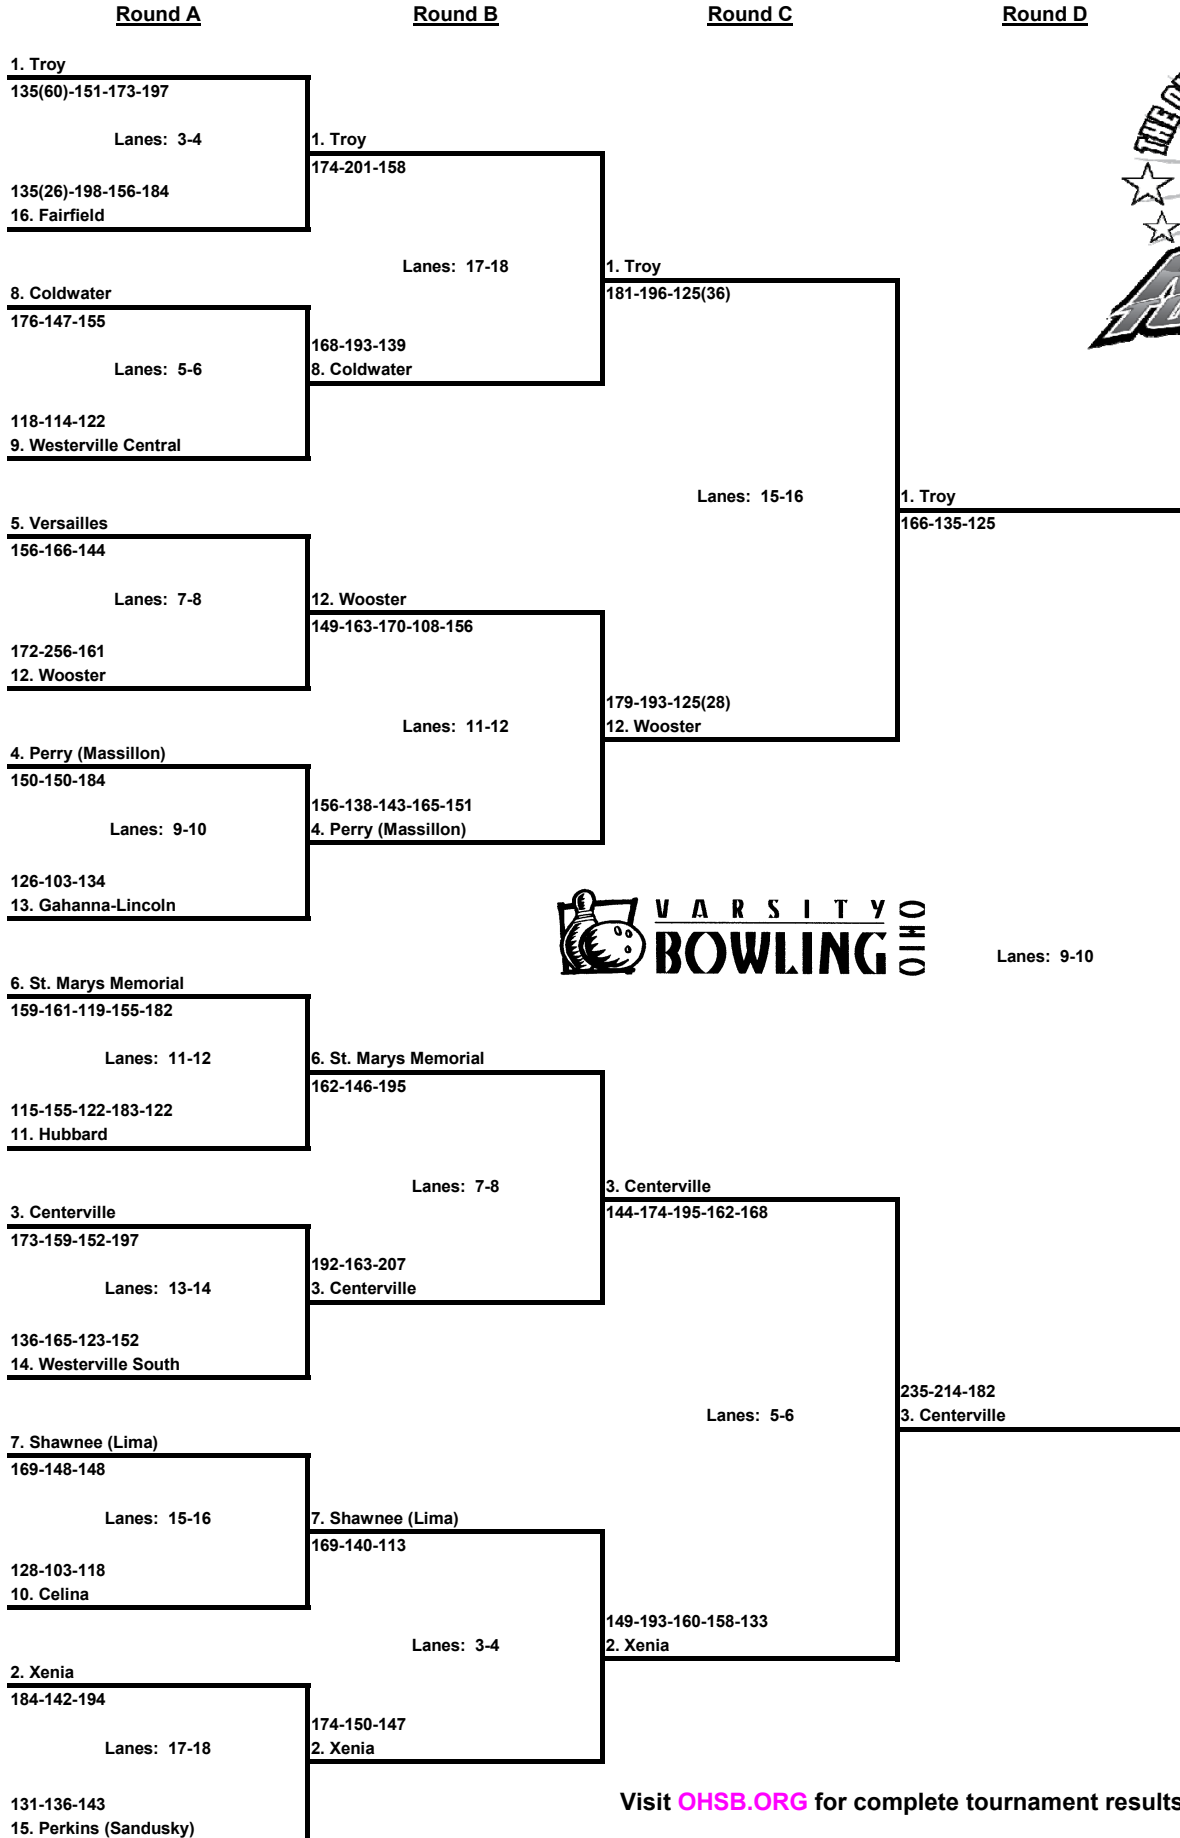 Round A
Round B
Round C
Round D
1. Troy
135(60)-151-173-197
Lanes: 3-4
135(26)-198-156-184
16. Fairfield
8. Coldwater
176-147-155
Lanes: 5-6
118-114-122
9. Westerville Central
5. Versailles
156-166-144
Lanes: 7-8
172-256-161
12. Wooster
4. Perry (Massillon)
150-150-184
Lanes: 9-10
126-103-134
13. Gahanna-Lincoln
6. St. Marys Memorial
159-161-119-155-182
Lanes: 11-12
115-155-122-183-122
11. Hubbard
3. Centerville
173-159-152-197
Lanes: 13-14
136-165-123-152
14. Westerville South
7. Shawnee (Lima)
169-148-148
Lanes: 15-16
128-103-118
10. Celina
2. Xenia
184-142-194
Lanes: 17-18
131-136-143
15. Perkins (Sandusky)
1. Troy
174-201-158
Lanes: 17-18
168-193-139
8. Coldwater
12. Wooster
149-163-170-108-156
Lanes: 11-12
156-138-143-165-151
4. Perry (Massillon)
6. St. Marys Memorial
162-146-195
Lanes: 7-8
192-163-207
3. Centerville
7. Shawnee (Lima)
169-140-113
Lanes: 3-4
174-150-147
2. Xenia
1. Troy
181-196-125(36)
Lanes: 15-16
179-193-125(28)
12. Wooster
VARSITY
BOWLING
OHIO
3. Centerville
144-174-195-162-168
Lanes: 5-6
149-193-160-158-133
2. Xenia
1. Troy
166-135-125
Lanes: 9-10
235-214-182
3. Centerville
THE
Visit OHSB.ORG for complete tournament results